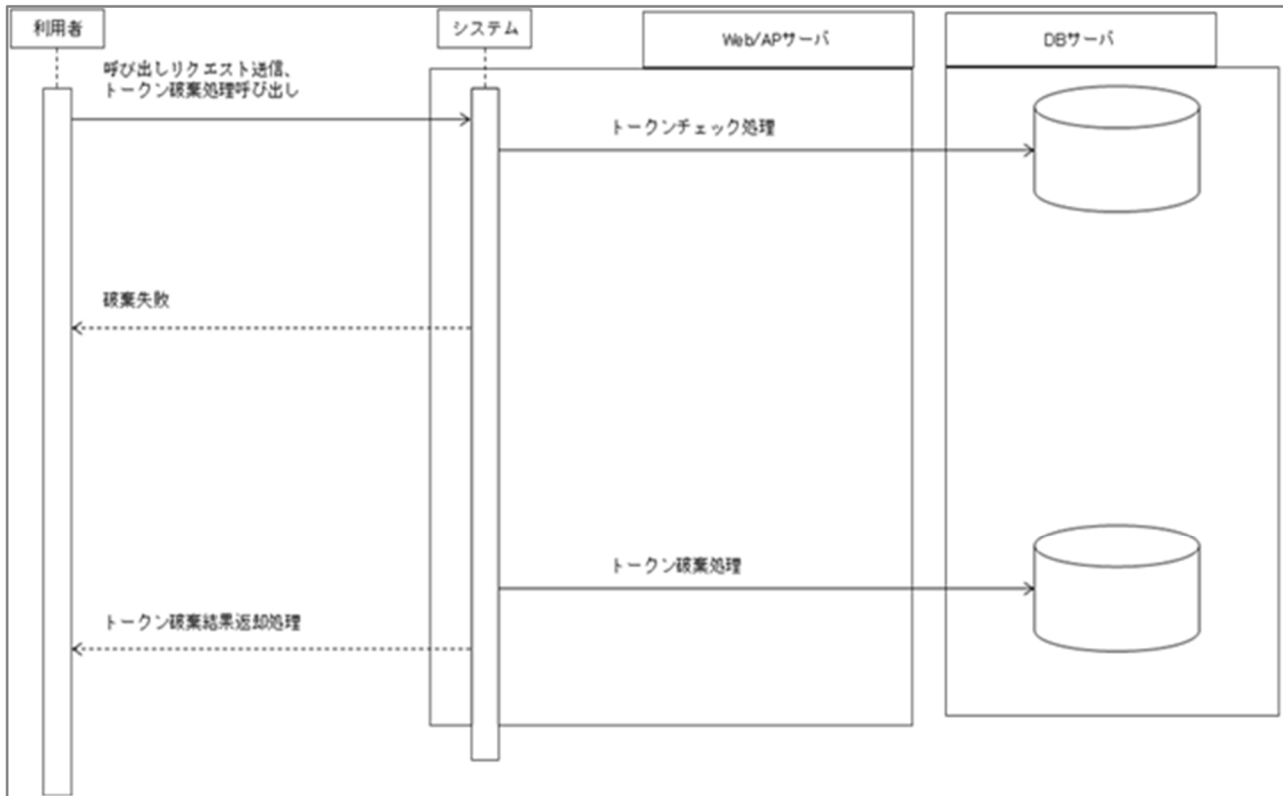 利用者
システム
Web/APサーバ
DBサーバ
呼び出しリクエスト送信、
トークン破棄処理呼び出し
トークンチェック処理
破棄失敗
トークン破棄処理
トークン破棄結果返却処理